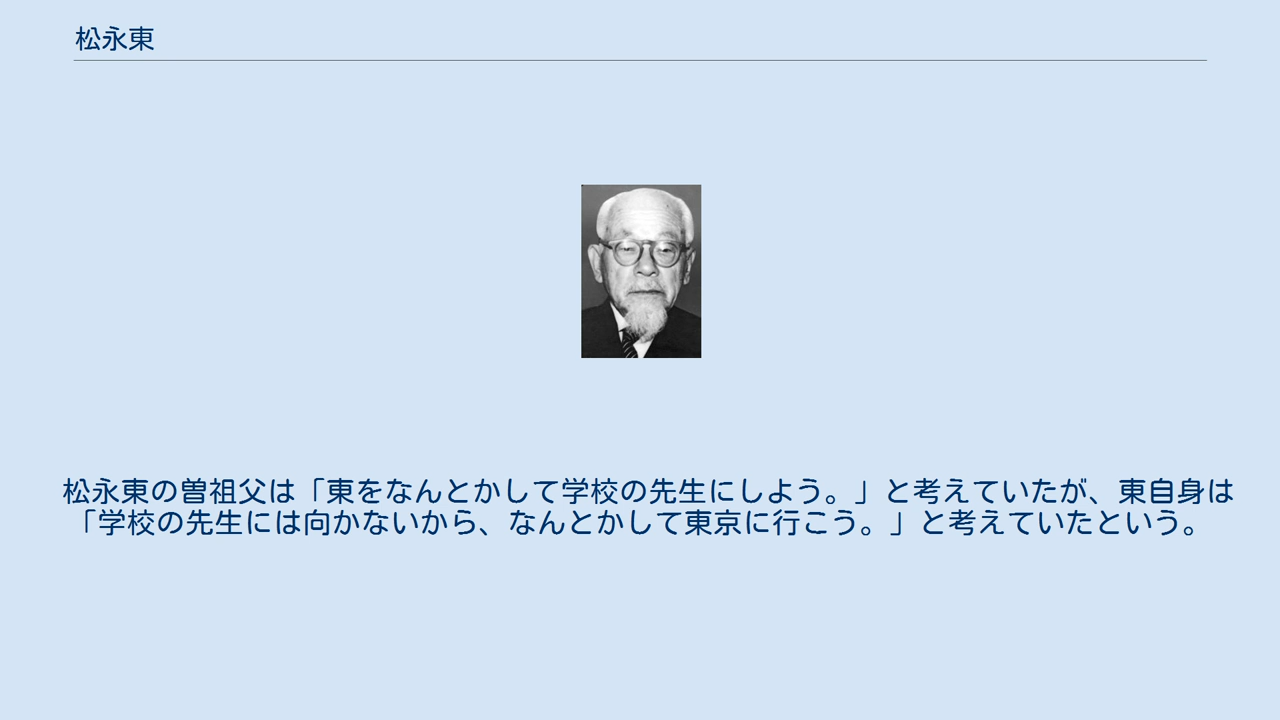 松永東
松永東の曽祖父は「東をなんとかして学校の先生にしよう。」と考えていたが、東自身は
「学校の先生には向かないから、なんとかして東京に行こう。」と考えていたという。